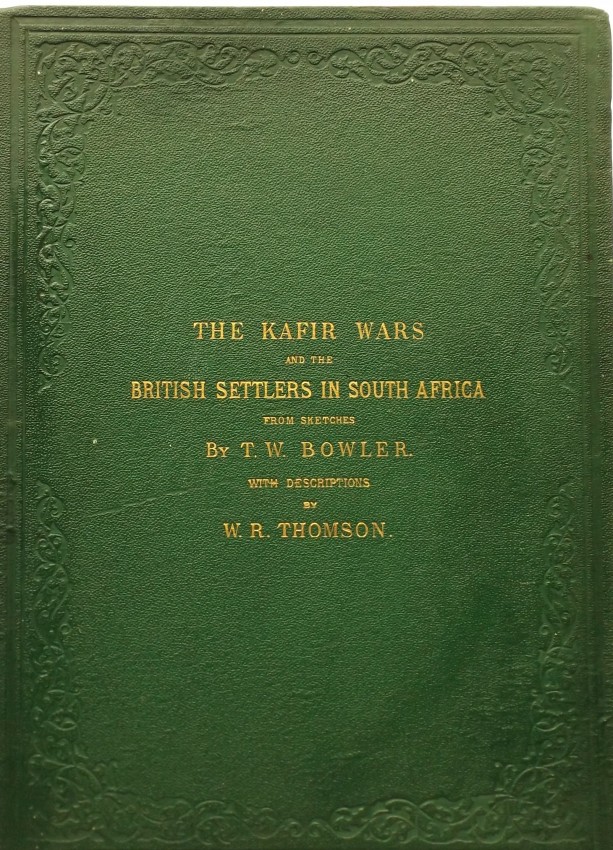 THE KAFIR WARS
AND THE
BRITISH SETTLERS IN SOUTH AFRICA
FROM SKETCHES
BY T. W. BOWLER.
WITH DESCRIPTIONS
BY
W. R. THOMSON.